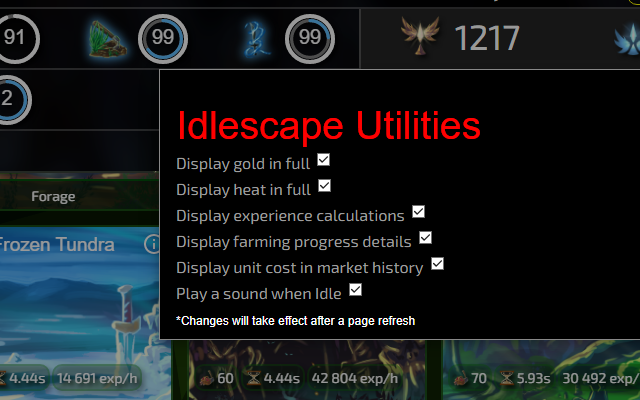 91
99
99
1217
2
Idlescape Utilities
Display gold in full
Display heat in full
Display experience calculations
Display farming progress details
Display unit cost in market history
Play a sound when Idle
*Changes will take effect after a page refresh
Forage
Frozen Tundra
4.44s 14 691 exp/h
60 4.44s 42 804 exp/h
70 5.93s 30 492 exp/h